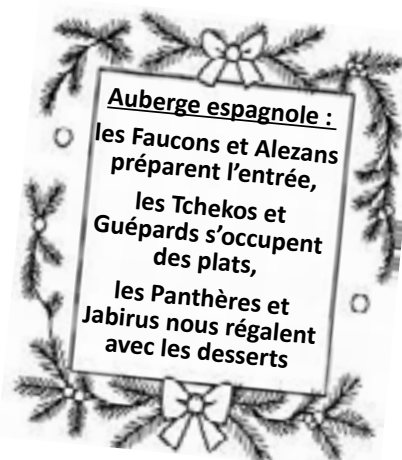 Auberge espagnole :
les Faucons et Alezans
préparent l’entrée,
les Tchekos et
Guépards s’occupent
des plats,
les Panthères et
Jabirus nous régalent
avec les desserts